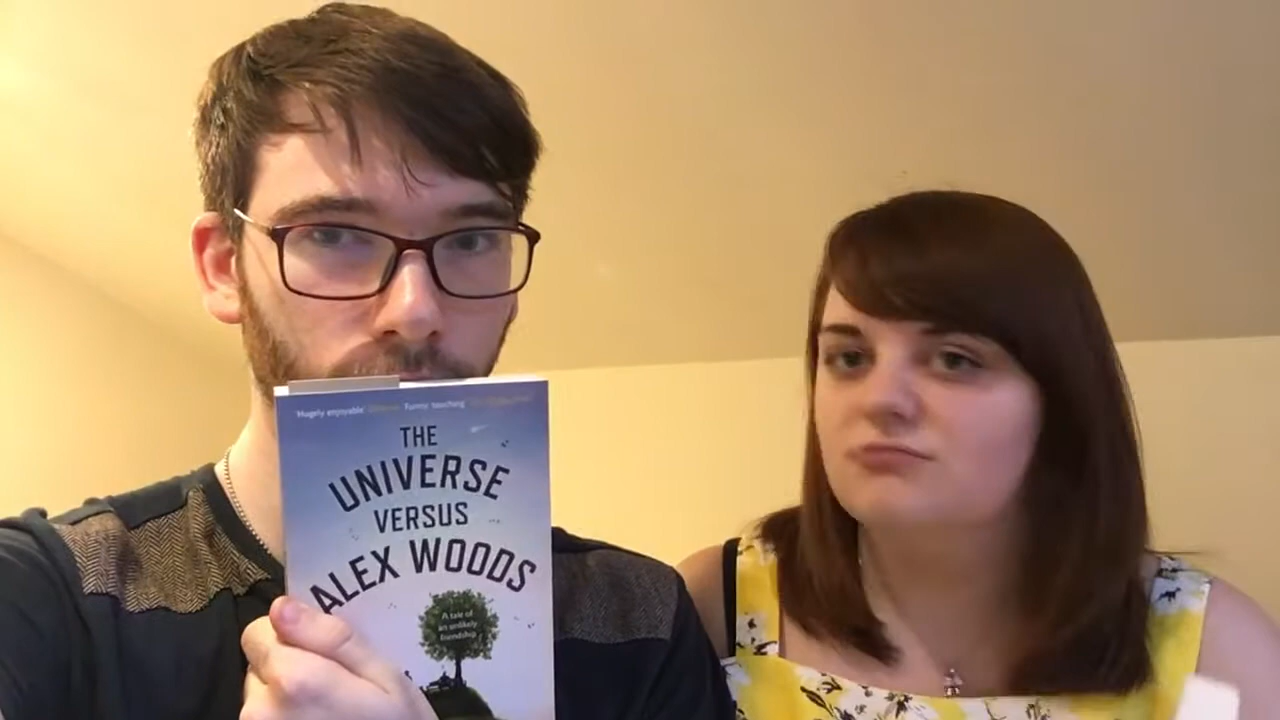 'Hugely enjoyable' 'Funny, touching
THE
UNIVERSE
VERSUS
ALEX WOODS
A tale of
an unlikely
friendship